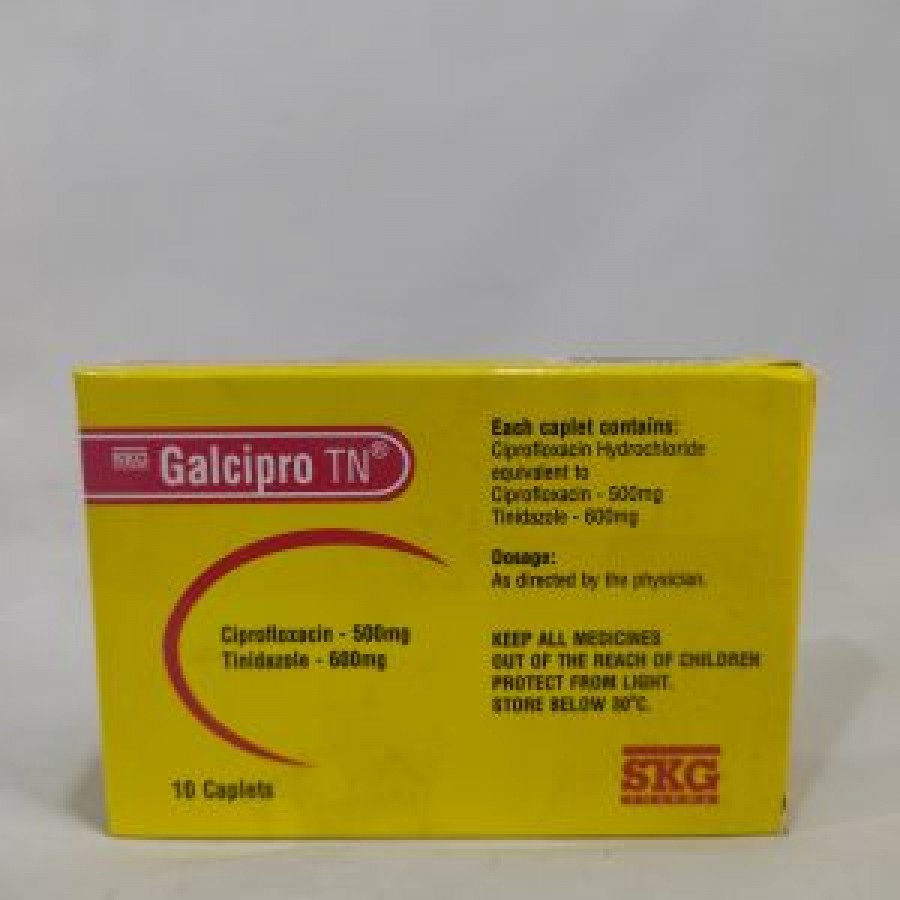 SKG Galcipro TN®
Ciprofloxacin - 500mg
Tinidazole - 600mg
10 Caplets
Each caplet contains:
Ciprofloxacin Hydrochloride
equivalent to
Ciprofloxacin - 500mg
Tinidazole - 600mg
Dosage:
As directed by the physician.
KEEP ALL MEDICINES
OUT OF THE REACH OF CHILDREN
PROTECT FROM LIGHT.
STORE BELOW 30°C.
SKG
PHARMA